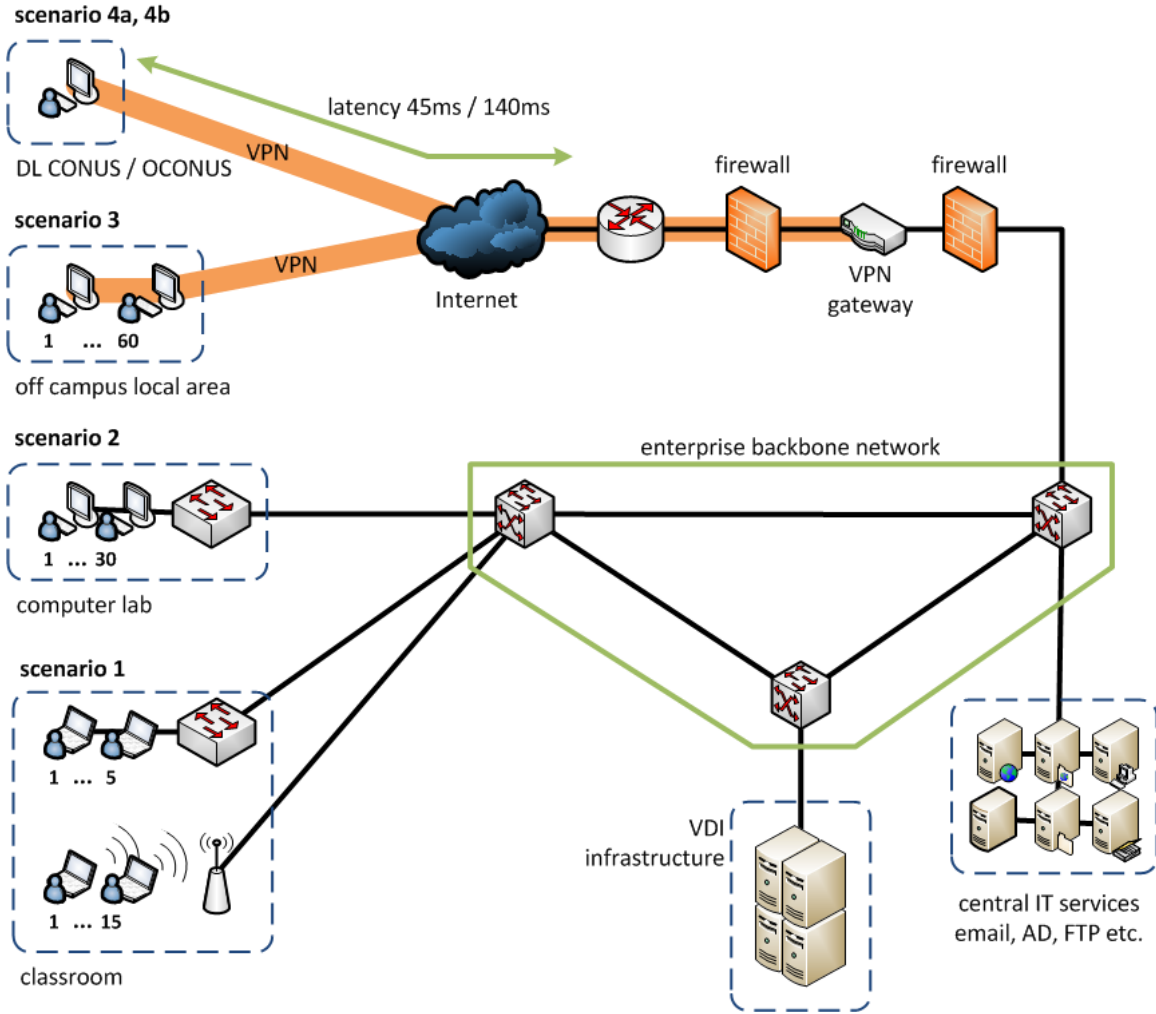 scenario 4a, 4b
latency 45ms / 140ms
VPN
DL CONUS / OCONUS
firewall
firewall
scenario 3
VPN
Internet
VPN
gateway
1 ... 60
off campus local area
scenario 2
enterprise backbone network
1 ... 30
computer lab
scenario 1
1 ... 5
VDI
infrastructure
1 ... 15
classroom
central IT services
email, AD, FTP etc.